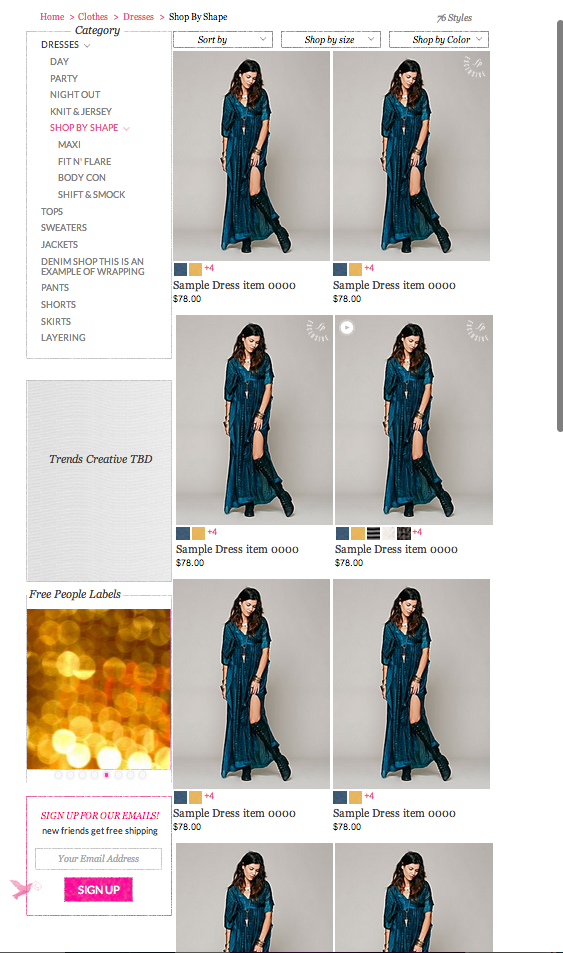 Home > Clothes > Dresses > Shop By Shape
76 Styles
Category
DRESSES
DAY
PARTY
NIGHT OUT
KNIT & JERSEY
SHOP BY SHAPE
MAXI
FIT N' FLARE
BODY CON
SHIFT & SMOCK
TOPS
SWEATERS
JACKETS
DENIM SHOP THIS IS AN
EXAMPLE OF WRAPPING
PANTS
SHORTS
SKIRTS
LAYERING
Trends Creative TBD
Free People Labels
SIGN UP FOR OUR EMAILS!
new friends get free shipping
Your Email Address
SIGN UP
Sort by
Shop by size
Shop by Color
EXCLUSIVE
+4
+4
Sample Dress item 0000
Sample Dress item 0000
$78.00
$78.00
EXCLUSIVE
EXCLUSIVE
+4
+4
Sample Dress item 0000
Sample Dress item 0000
$78.00
$78.00
+4
+4
Sample Dress item 0000
Sample Dress item 0000
$78.00
$78.00